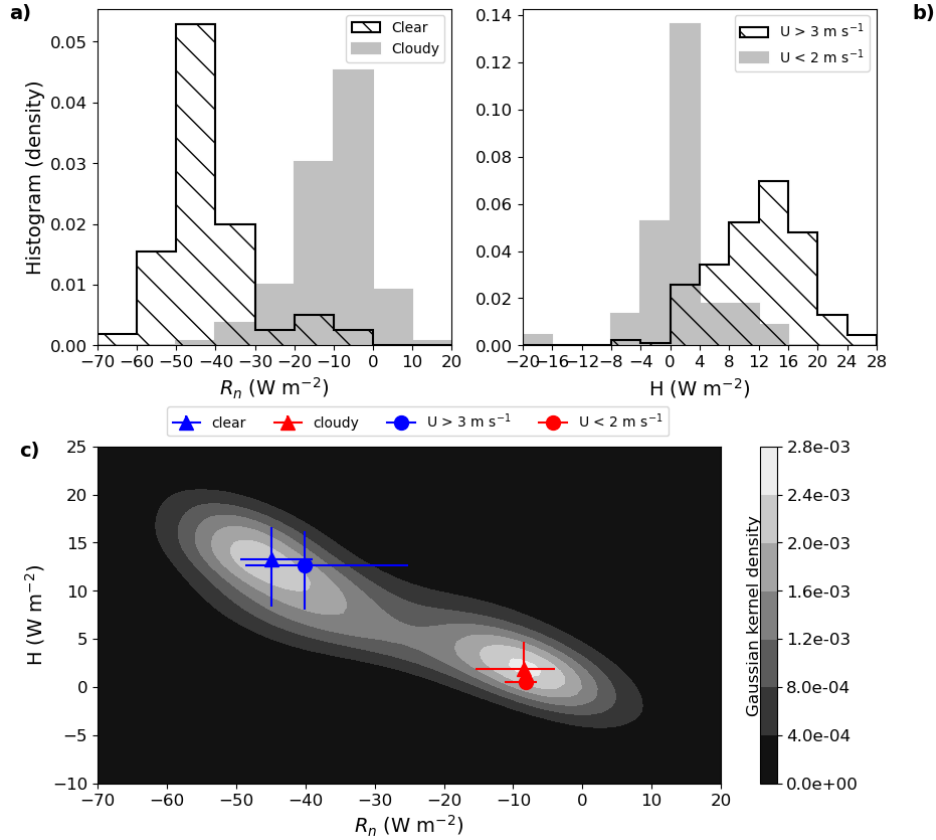 a)
b)
Histogram (density)
0.05
0.04
0.03
0.02
0.01
0.00
Clear
Cloudy
−70 −60 −50 −40 −30 −20 −10 0 10 20
R_n (W m⁻²)
0.14
0.12
0.10
0.08
0.06
0.04
0.02
0.00
U > 3 m s⁻¹
U < 2 m s⁻¹
−20 −16 −12 −8 −4 0 4 8 12 16 20 24 28
H (W m⁻²)
clear cloudy U > 3 m s⁻¹ U < 2 m s⁻¹
c)
H (W m⁻²)
25
20
15
10
5
0
−5
−10
−70 −60 −50 −40 −30 −20 −10 0 10 20
R_n (W m⁻²)
Gaussian kernel density
2.8e-03
2.4e-03
2.0e-03
1.6e-03
1.2e-03
8.0e-04
4.0e-04
0.0e+00